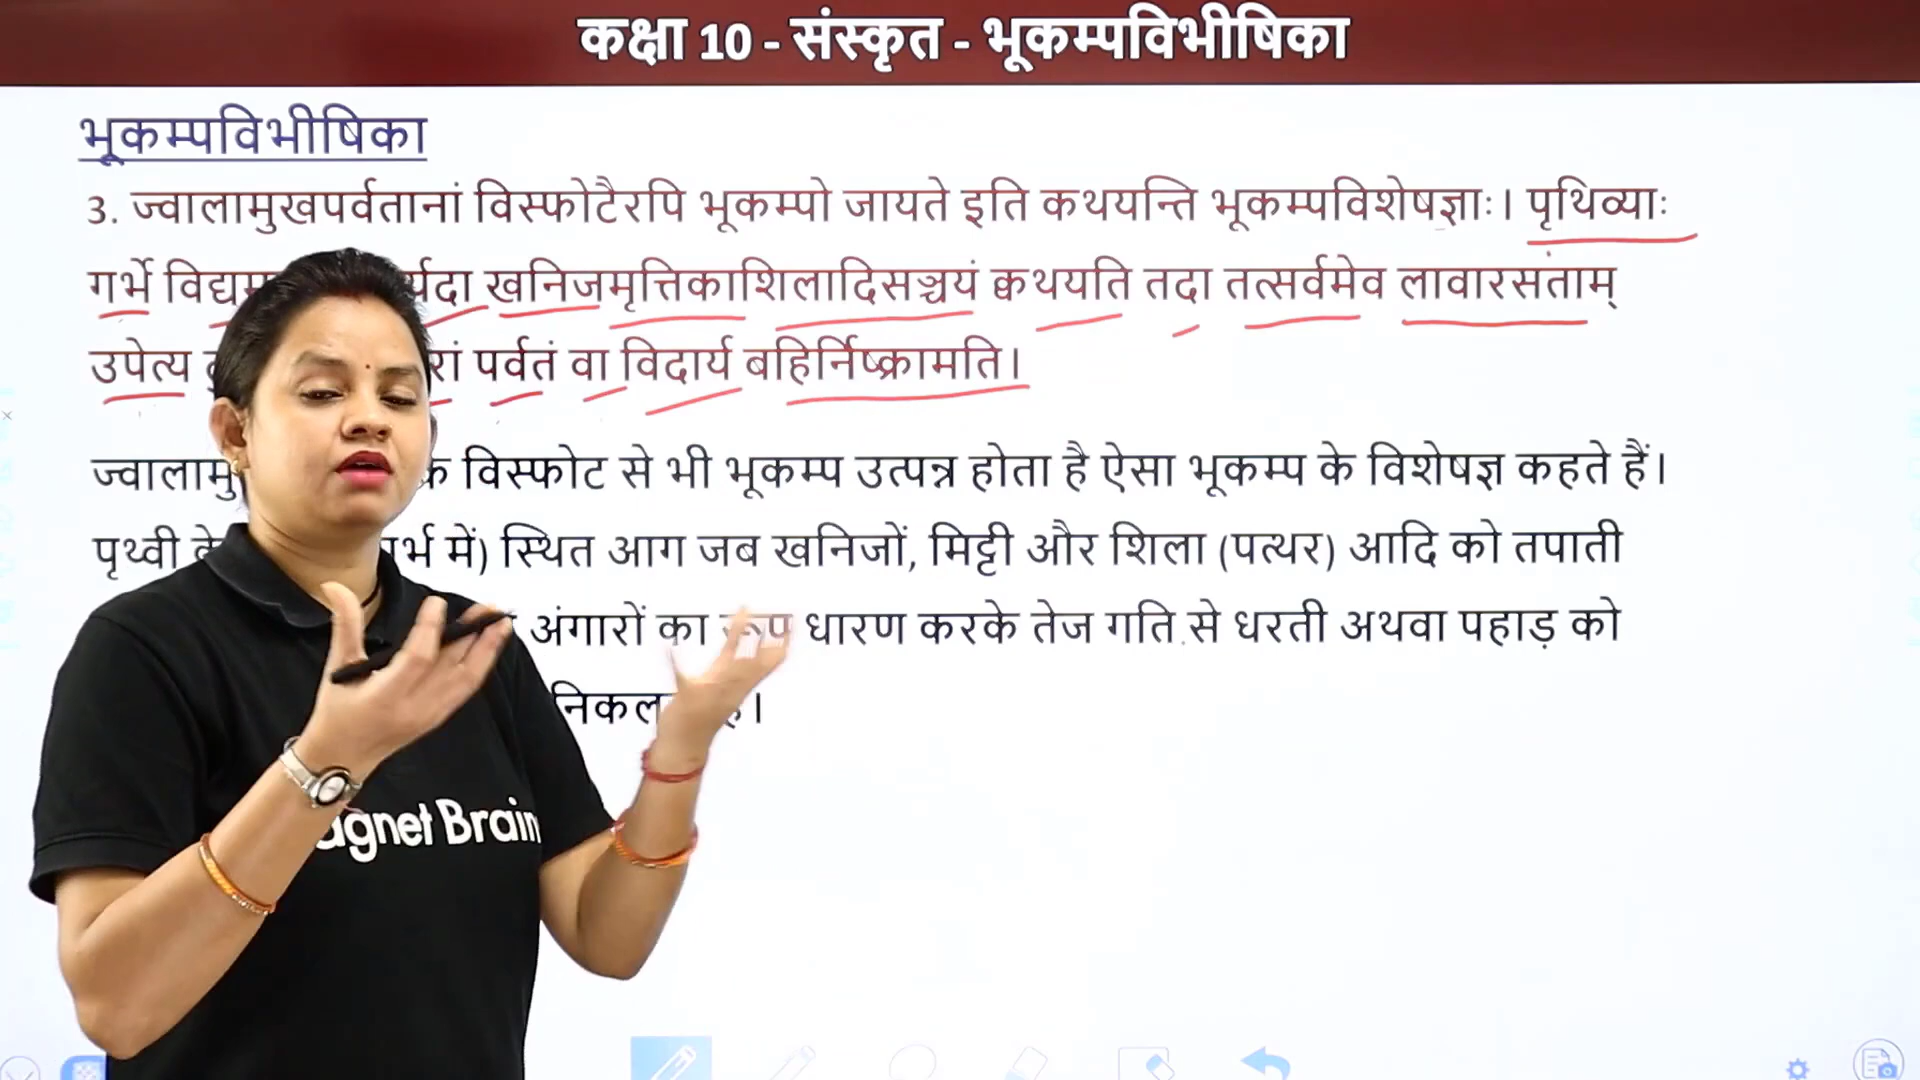 कक्षा 10 - संस्कृत - भूकम्पविभीषिका
भूकम्पविभीषिका
3. ज्वालामुखपर्वतानां विस्फोटैरपि भूकम्पो जायते इति कथयन्ति भूकम्पविशेषज्ञाः। पृथिव्याः
गर्भे खनिजमृत्तिकाशिलादिसञ्चयं क्वथयति तदा तत्सर्वमेव लावारसताम्
उपेत्य पर्वतं वा विदार्य बहिर्निष्क्रामति।
विस्फोट से भी भूकम्प उत्पन्न होता है ऐसा भूकम्प के विशेषज्ञ कहते हैं।
पृथ्वी में) स्थित आग जब खनिजों, मिट्टी और शिला (पत्थर) आदि को तपाती
अंगारों का रूप धारण करके तेज गति से धरती अथवा पहाड़ को
agnet Brain